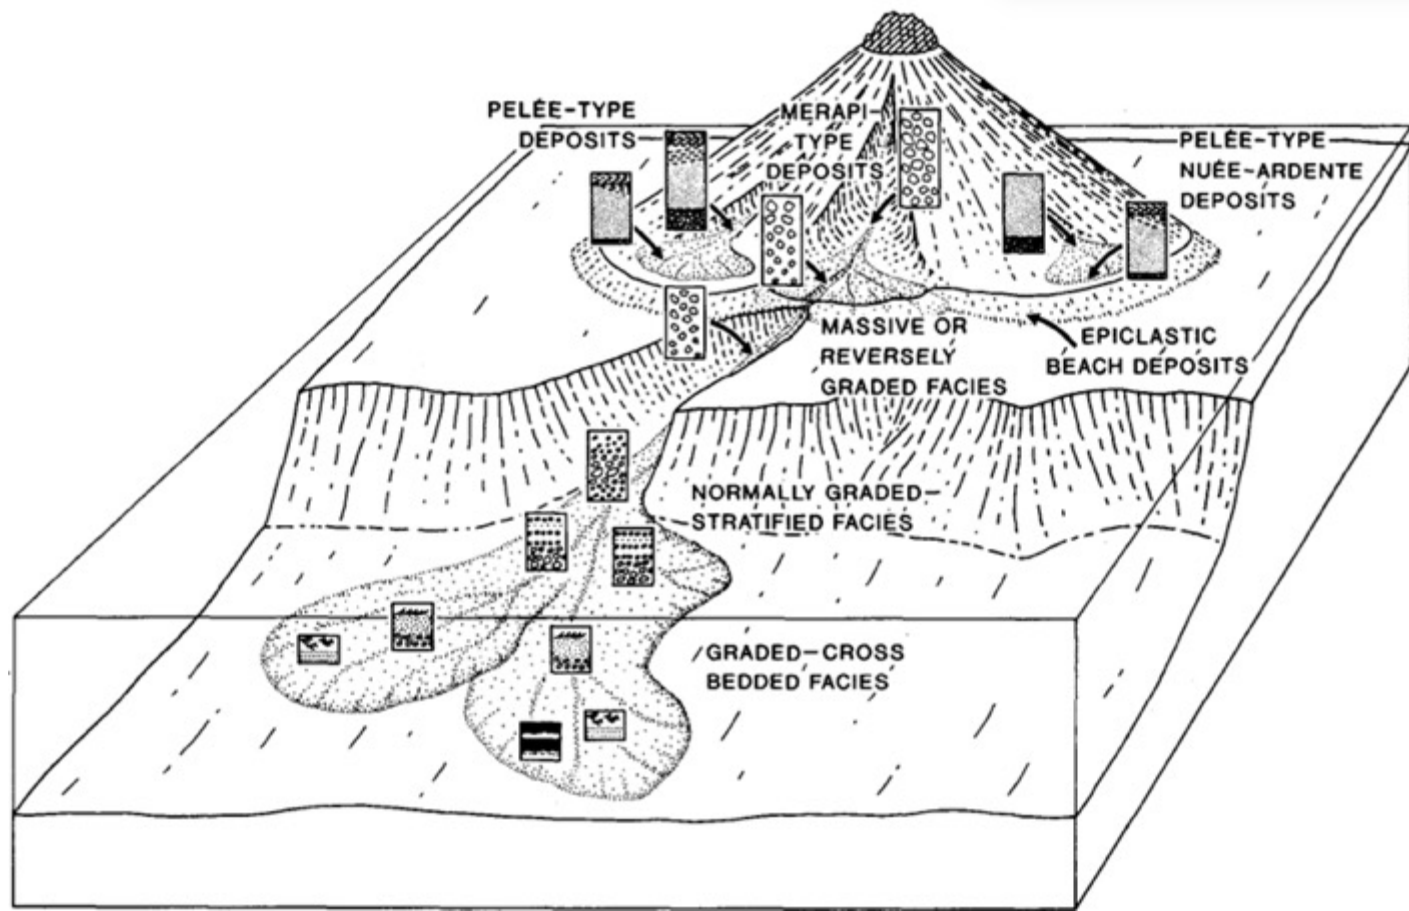 PELÉE-TYPE
DEPOSITS
MERAPI-
TYPE
DEPOSITS
PELÉE-TYPE
NUÉE-ARDENTE
DEPOSITS
MASSIVE OR
REVERSELY
GRADED FACIES
EPICLASTIC
BEACH DEPOSITS
NORMALLY GRADED-
STRATIFIED FACIES
GRADED-CROSS
BEDDED FACIES